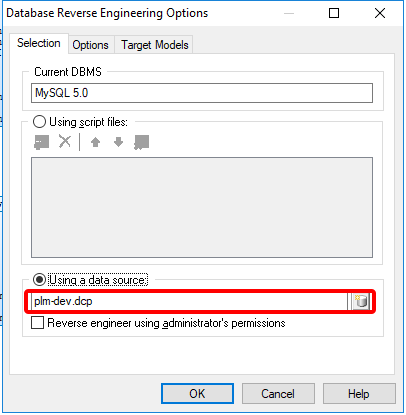 Database Reverse Engineering Options
Selection Options Target Models
Current DBMS
MySQL 5.0
Using script files:
Using a data source:
plm-dev.dcp
Reverse engineer using administrator's permissions
OK Cancel Help